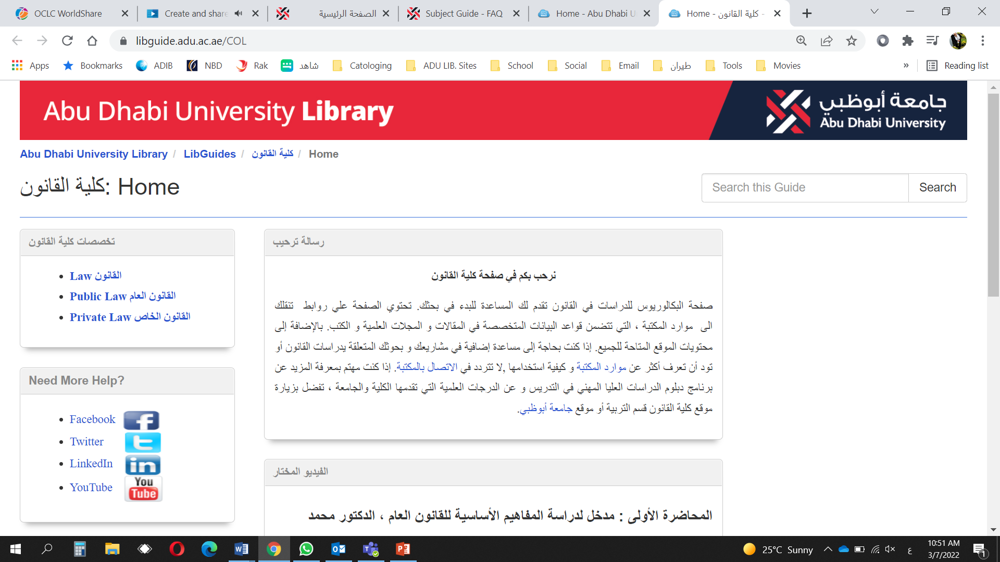 OCLC WorldShare
Create and share
الصفحة الرئيسية
Subject Guide - FAQ
Home - Abu Dhabi U
Home - كلية القانون -
libguide.adu.ac.ae/COL
Apps
Bookmarks
ADIB
NBD
Rak
شاهد
Catologing
ADU LIB. Sites
School
Social
Email
طيران
Tools
Movies
»
Reading list
Abu Dhabi University Library
جامعة أبوظبي
Abu Dhabi University
Abu Dhabi University Library / LibGuides / كلية القانون / Home
كلية القانون: Home
Search this Guide
Search
تخصصات كلية القانون
Law القانون
Public Law القانون العام
Private Law القانون الخاص
Need More Help?
Facebook
Twitter
LinkedIn
in
YouTube
You
Tube
رسالة ترحيب
نرحب بكم في صفحة كلية القانون
صفحة البكالوريوس للدراسات في القانون تقدم لك المساعدة للبدء في بحثك. تحتوي الصفحة علي روابط تنقلك
الى موارد المكتبة ، التي تتضمن قواعد البيانات المتخصصة في المقالات و المجلات العلمية و الكتب. بالإضافة إلى
محتويات الموقع المتاحة للجميع. إذا كنت بحاجة إلى مساعدة إضافية في مشاريعك و بحوثك المتعلقة يدراسات القانون أو
تود أن تعرف أكثر عن موارد المكتبة و كيفية استخدامها ,لا تتردد في الاتصال بالمكتبة. إذا كنت مهتم بمعرفة المزيد عن
برنامج دبلوم الدراسات العليا المهني في التدريس و عن الدرجات العلمية التي تقدمها الكلية والجامعة ، تفضل بزيارة
موقع كلية القانون قسم التربية أو موقع جامعة أبوظبي.
الفيديو المختار
المحاضرة الأولى : مدخل لدراسة المفاهيم الأساسية للقانون العام ، الدكتور محمد
25°C Sunny
ع
10:51 AM
3/7/2022
1